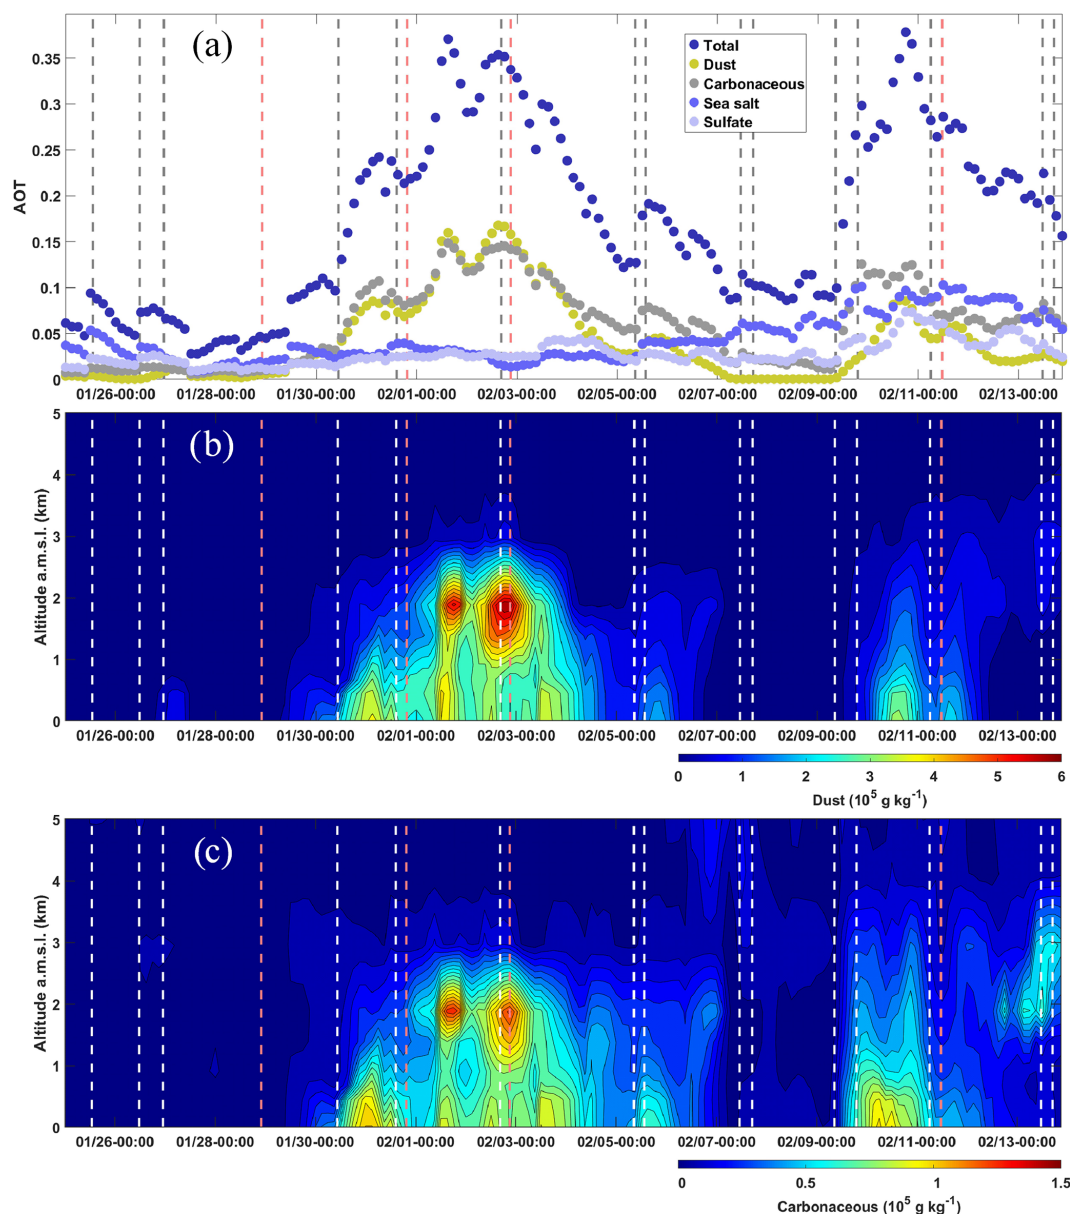 (a)
Total
Dust
Carbonaceous
Sea salt
Sulfate
AOT
0.35
0.3
0.25
0.2
0.15
0.1
0.05
0
01/26-00:00 01/28-00:00 01/30-00:00 02/01-00:00 02/03-00:00 02/05-00:00 02/07-00:00 02/09-00:00 02/11-00:00 02/13-00:00
(b)
Altitude a.m.s.l. (km)
5
4
3
2
1
0
01/26-00:00 01/28-00:00 01/30-00:00 02/01-00:00 02/03-00:00 02/05-00:00 02/07-00:00 02/09-00:00 02/11-00:00 02/13-00:00
0 1 2 3 4 5 6
Dust (10⁵ g kg⁻¹)
(c)
Altitude a.m.s.l. (km)
5
4
3
2
1
0
01/26-00:00 01/28-00:00 01/30-00:00 02/01-00:00 02/03-00:00 02/05-00:00 02/07-00:00 02/09-00:00 02/11-00:00 02/13-00:00
0 0.5 1 1.5
Carbonaceous (10⁵ g kg⁻¹)